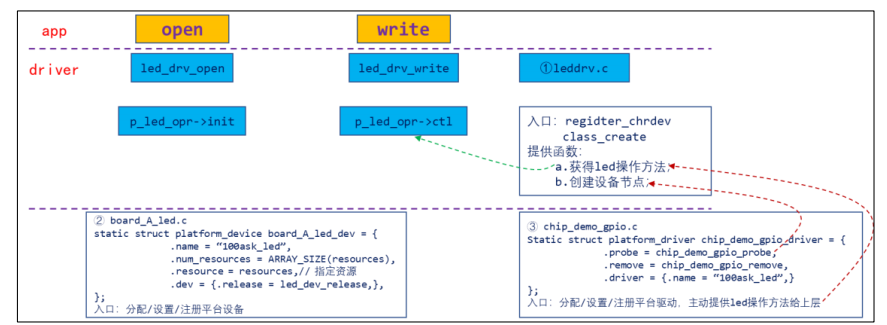 app
open
write
driver
led_drv_open
led_drv_write
①leddrv.c
p_led_opr->init
p_led_opr->ctl
入口: regidter_chrdev
class_create
提供函数:
a.获得led操作方法;
b.创建设备节点;
② board_A_led.c
static struct platform_device board_A_led_dev = {
.name = “100ask_led”,
.num_resources = ARRAY_SIZE(resources),
.resource = resources,// 指定资源
.dev = {.release = led_dev_release,},
};
入口: 分配/设置/注册平台设备
③ chip_demo_gpio.c
Static struct platform_driver chip_demo_gpio_driver = {
.probe = chip_demo_gpio_probe,
.remove = chip_demo_gpio_remove,
.driver = {.name = “100ask_led”,}
};
入口: 分配/设置/注册平台驱动, 主动提供led操作方法给上层